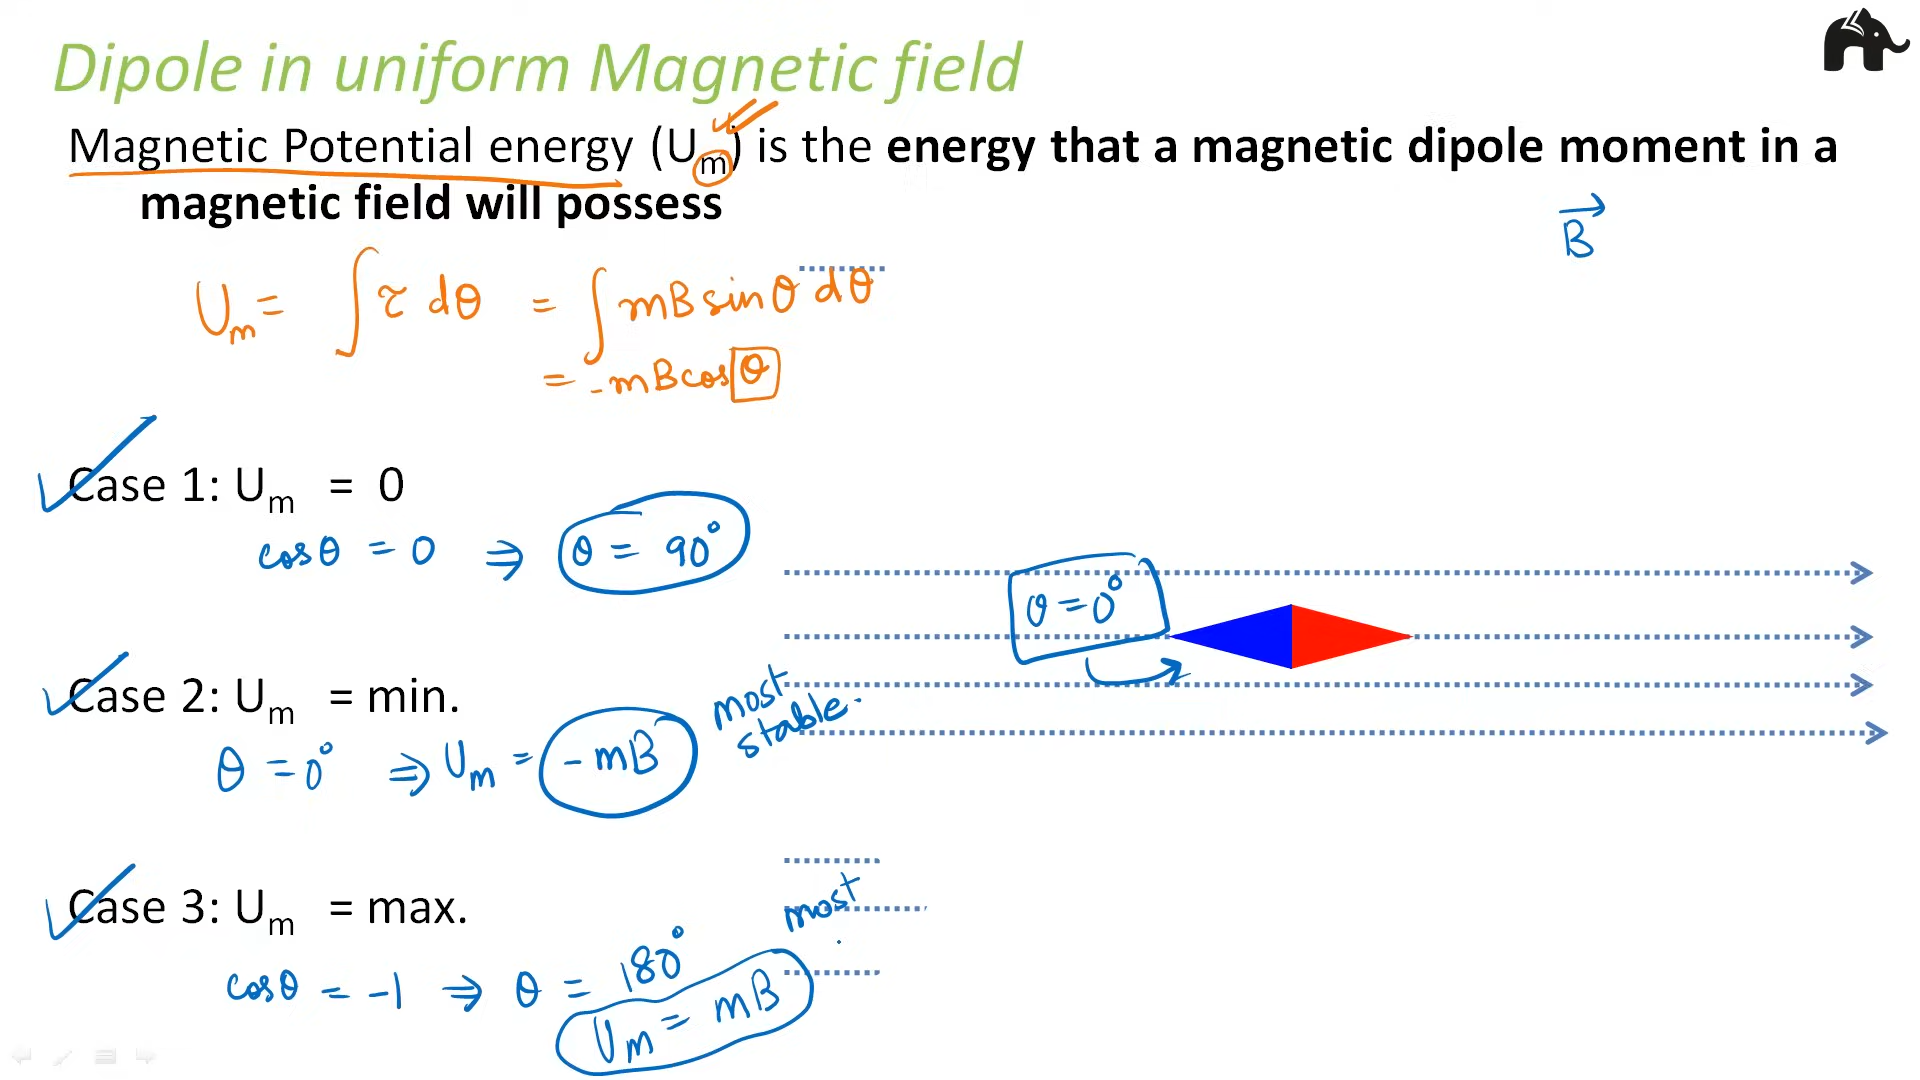 Dipole in uniform Magnetic field
Magnetic Potential energy (Um) is the energy that a magnetic dipole moment in a
magnetic field will possess
B
Um = ∫ τ dθ = ∫ mB sinθ dθ
= -mB cosθ
Case 1: Um = 0
cosθ = 0 ⇒ θ = 90°
θ = 0°
Case 2: Um = min.
most
stable.
θ = 0° ⇒ Um = -mB
Case 3: Um = max.
most
cosθ = -1 ⇒ θ = 180°
Um = mB